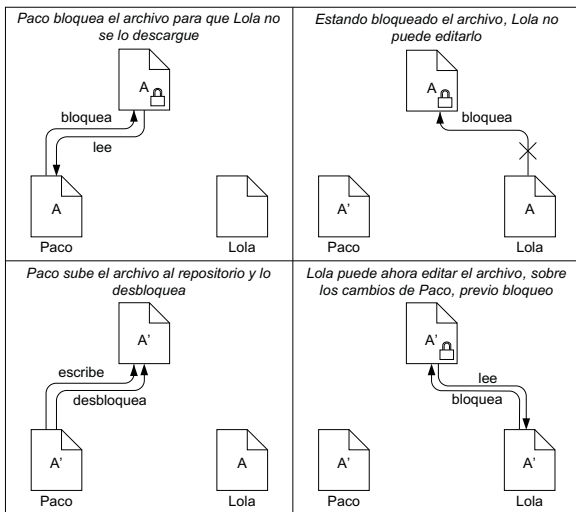 Paco bloquea el archivo para que Lola no
se lo descargue
A
bloquea
lee
A
Paco
Lola
Estando bloqueado el archivo, Lola no
puede editarlo
A
bloquea
A'
A
Paco
Lola
Paco sube el archivo al repositorio y lo
desbloquea
A'
escribe
desbloquea
A'
A
Paco
Lola
Lola puede ahora editar el archivo, sobre
los cambios de Paco, previo bloqueo
A'
lee
bloquea
A'
A'
Paco
Lola